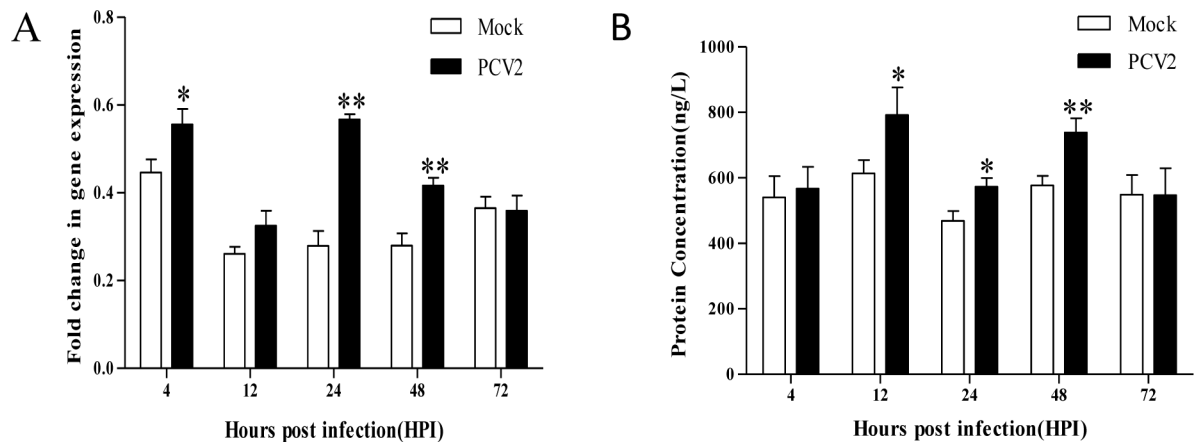 A
Mock
PCV2
Fold change in gene expression
0.8
0.6
0.4
0.2
0.0
*
**
**
4 12 24 48 72
Hours post infection(HPI)
B
Mock
PCV2
Protein Concentration(ng/L)
1000
800
600
400
200
0
*
*
**
4 12 24 48 72
Hours post infection(HPI)